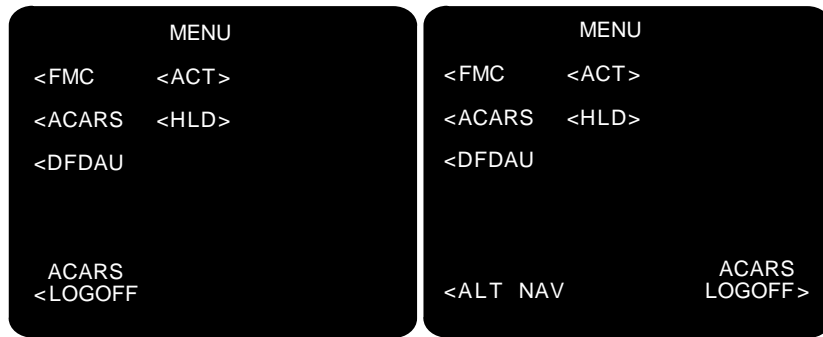 MENU
<FMC <ACT>
<ACARS <HLD>
<DFDAU
ACARS
<LOGOFF
MENU
<FMC <ACT>
<ACARS <HLD>
<DFDAU
<ALT NAV
ACARS
LOGOFF>